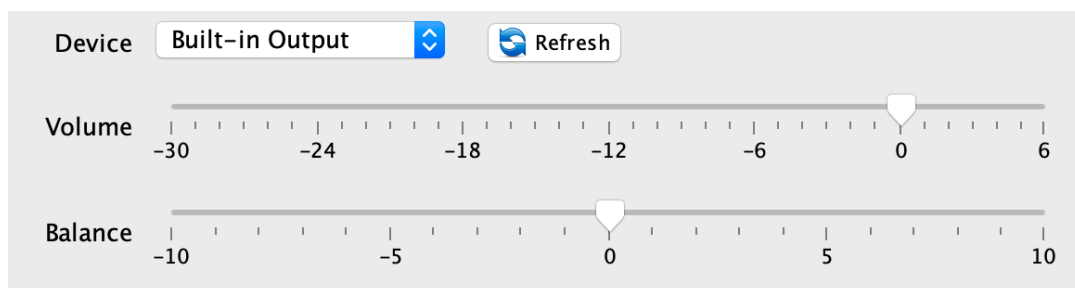 Device Built-in Output Refresh
Volume
-30 -24 -18 -12 -6 0 6
Balance
-10 -5 0 5 10